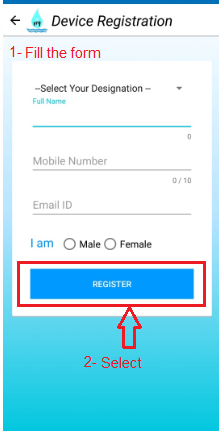 Device Registration
1- Fill the form
--Select Your Designation --
Full Name
0
Mobile Number
0 / 10
Email ID
I am Male Female
REGISTER
2- Select